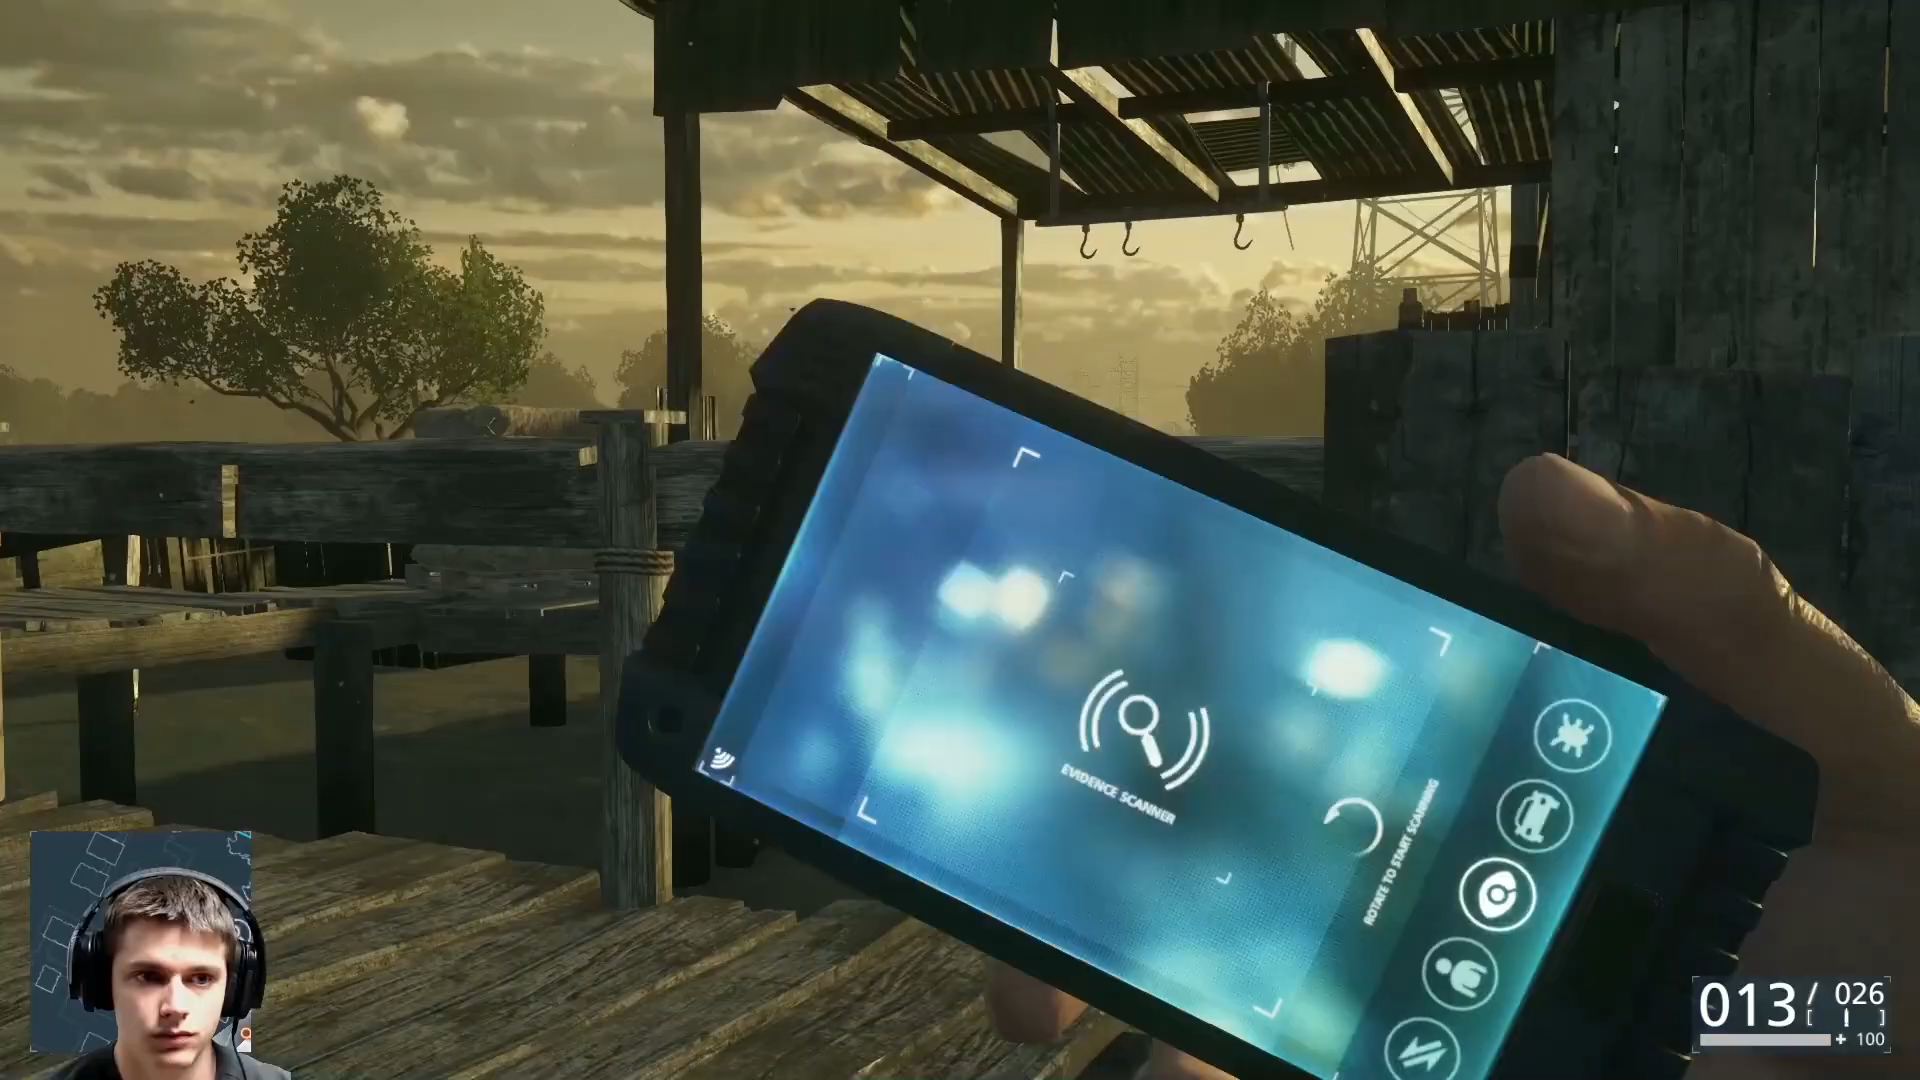 EVIDENCE SCANNER
ROTATE TO START SCANNING
013/ 026
[ ! ]
+ 100